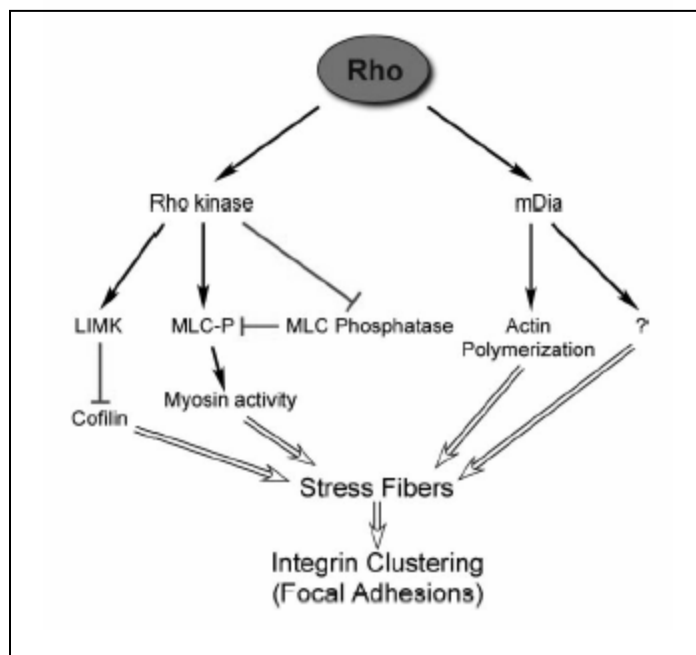 Rho
Rho kinase
mDia
LIMK
MLC-P
MLC Phosphatase
Actin
Polymerization
?
Cofilin
Myosin activity
Stress Fibers
Integrin Clustering
(Focal Adhesions)